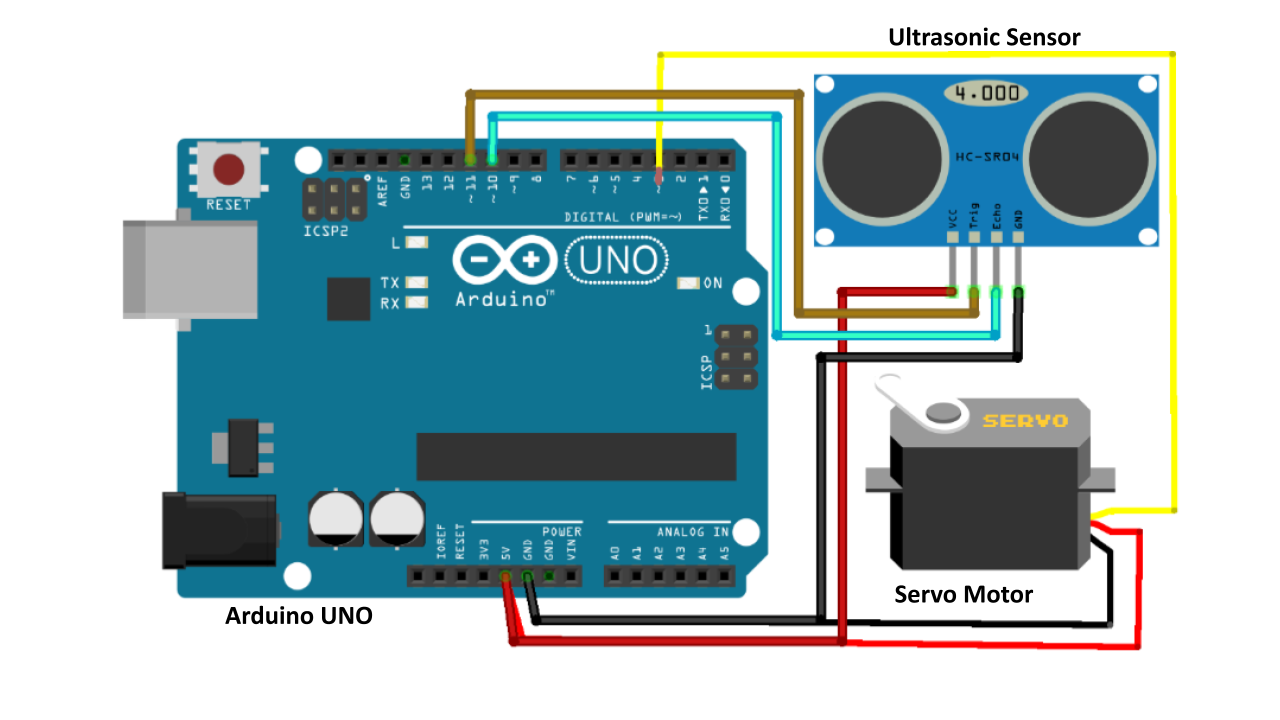 Ultrasonic Sensor
4.000
HC-SR04
VCC
Trig
Echo
GND
RESET
ICSP2
AREF
GND
13
12
~11
~10
~9
8
7
~6
~5
4
~3
2
TXD▶1
RXD◀0
DIGITAL (PWM=~)
L
TX
RX
UNO
Arduino™
ON
1
ICSP
SERVO
IOREF
RESET
3V3
5V
GND
GND
VIN
POWER
ANALOG IN
A0
A1
A2
A3
A4
A5
Servo Motor
Arduino UNO